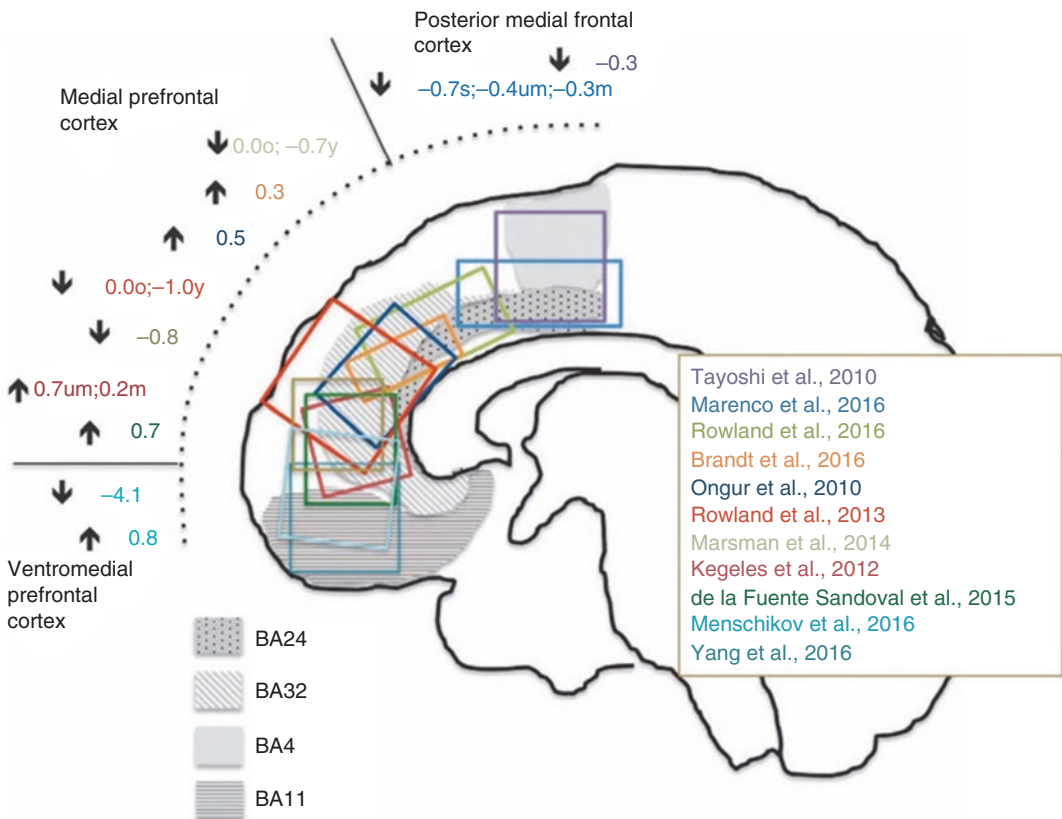 Posterior medial frontal
cortex
–0.3
–0.7s;–0.4um;–0.3m
Medial prefrontal
cortex
0.0o; –0.7y
0.3
0.5
0.0o;–1.0y
–0.8
0.7um;0.2m
0.7
–4.1
0.8
Ventromedial
prefrontal
cortex
Tayoshi et al., 2010
Marenco et al., 2016
Rowland et al., 2016
Brandt et al., 2016
Ongur et al., 2010
Rowland et al., 2013
Marsman et al., 2014
Kegeles et al., 2012
de la Fuente Sandoval et al., 2015
Menschikov et al., 2016
Yang et al., 2016
BA24
BA32
BA4
BA11